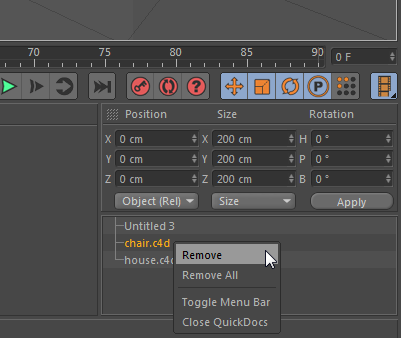 70 75 80 85 90
0 F
Position Size Rotation
X 0 cm X 200 cm H 0 °
Y 0 cm Y 200 cm P 0 °
Z 0 cm Z 200 cm B 0 °
Object (Rel) Size Apply
Untitled 3
chair.c4d
house.c4d
Remove
Remove All
Toggle Menu Bar
Close QuickDocs